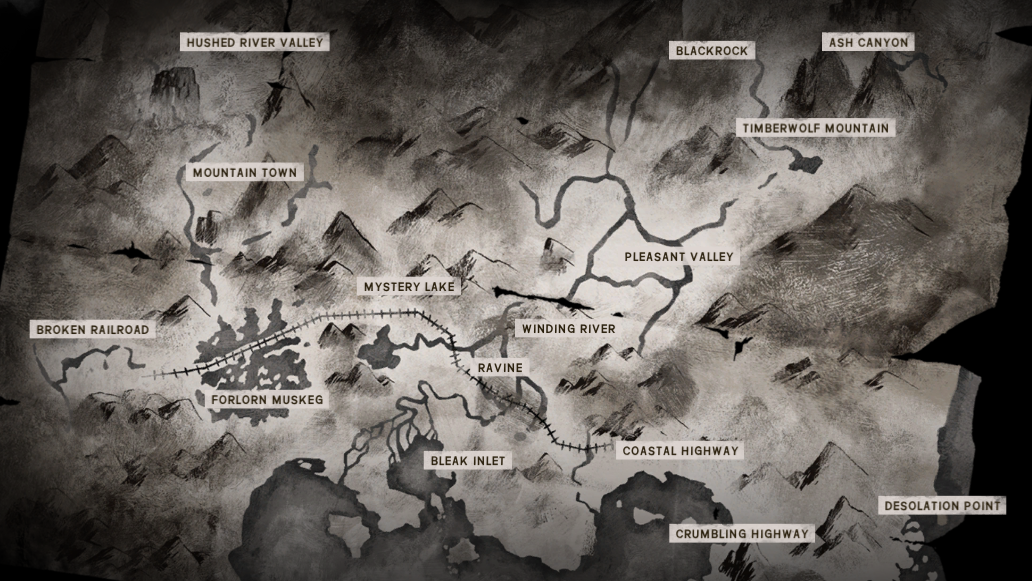 HUSHED RIVER VALLEY
BLACKROCK
ASH CANYON
TIMBERWOLF MOUNTAIN
MOUNTAIN TOWN
PLEASANT VALLEY
MYSTERY LAKE
BROKEN RAILROAD
WINDING RIVER
RAVINE
FORLORN MUSKEG
COASTAL HIGHWAY
BLEAK INLET
DESOLATION POINT
CRUMBLING HIGHWAY